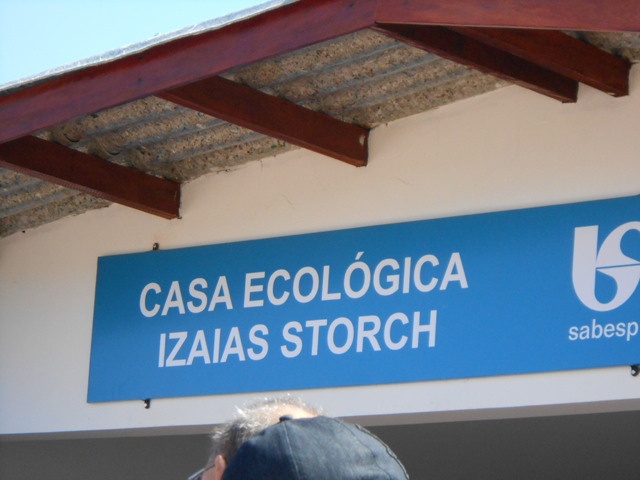 CASA ECOLÓGICA
IZAIAS STORCH
sabesp